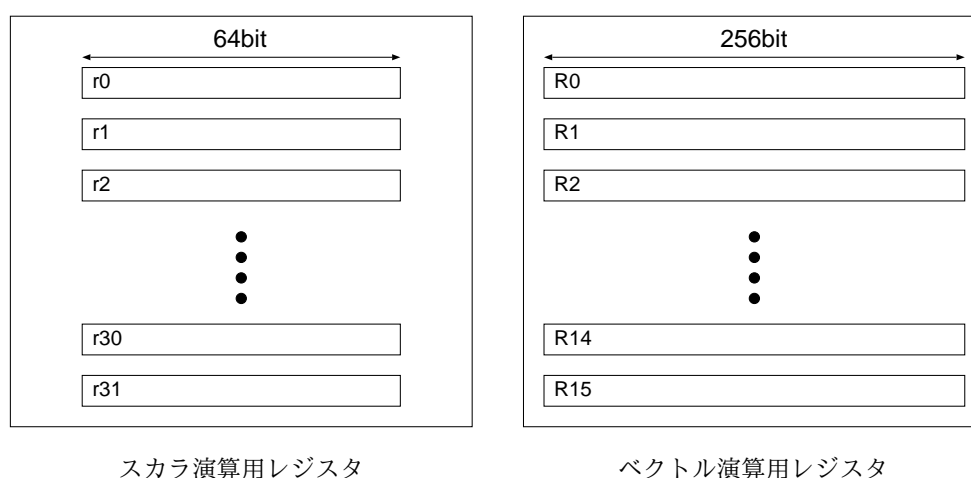 64bit
r0
r1
r2
r30
r31
スカラ演算用レジスタ
256bit
R0
R1
R2
R14
R15
ベクトル演算用レジスタ